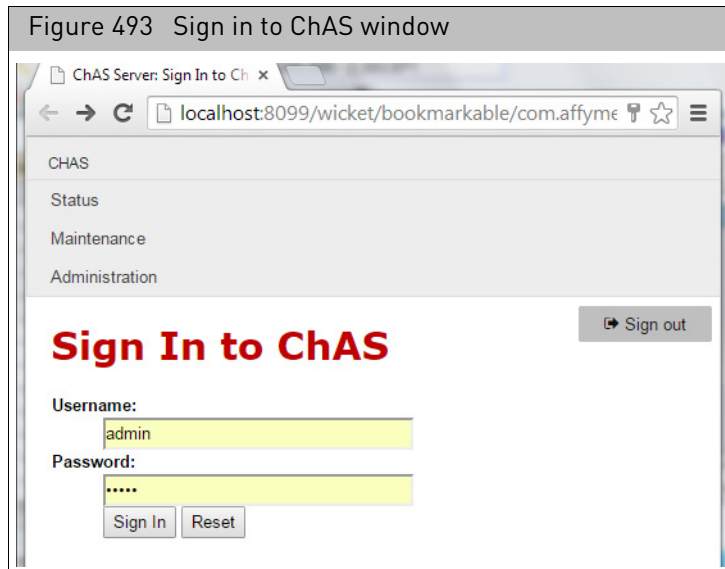 Figure 493 Sign in to ChAS window
ChAS Server: Sign In to Ch
localhost:8099/wicket/bookmarkable/com.affyme
CHAS
Status
Maintenance
Administration
Sign out
Sign In to ChAS
Username:
admin
Password:
•••••
Sign In Reset